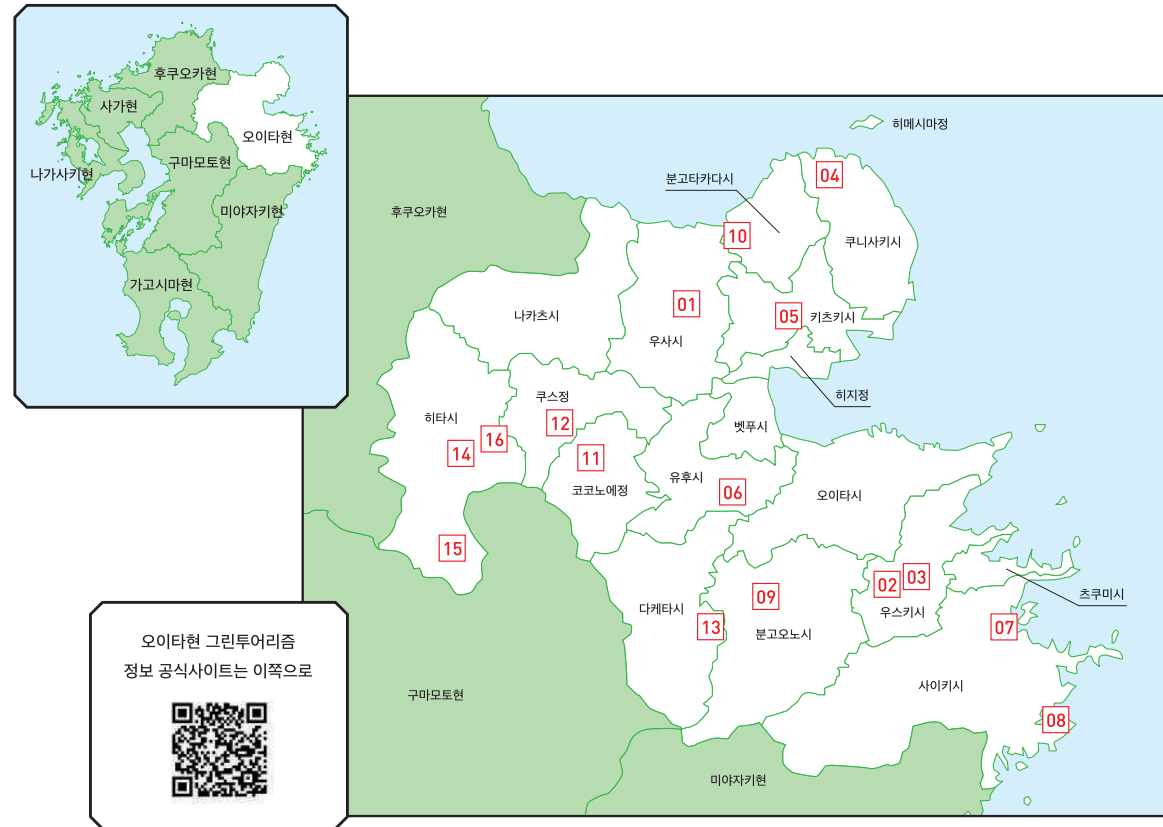 후쿠오카현
사가현
오이타현
나가사키현
구마모토현
미야자키현
가고시마현
히메시마정
분고타카다시
04
후쿠오카현
10
쿠니사키시
01
나카츠시
05
키츠키시
우사시
히지정
쿠스정
히타시
12
벳푸시
16
14
11
유후시
코코노에정
06
오이타시
15
02
03
09
츠쿠미시
다케타시
우스키시
13
분고오노시
07
사이키시
구마모토현
08
미야자키현
오이타현 그린투어리즘
정보 공식사이트는 이쪽으로